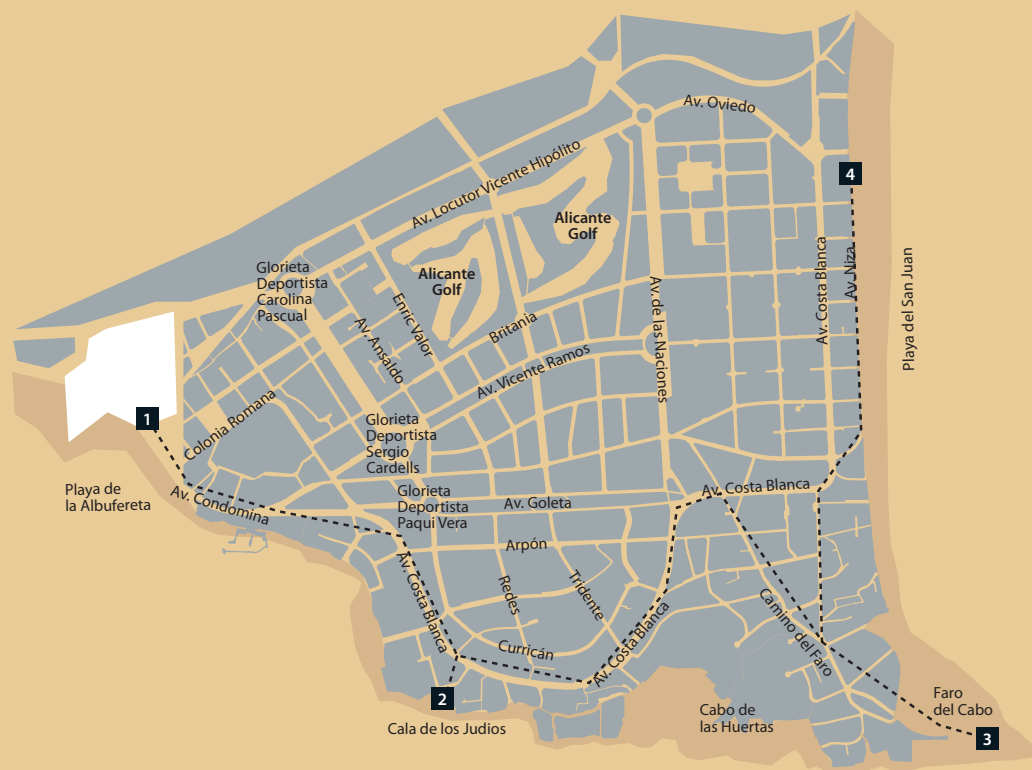 Av. Oviedo
Av. Locutor Vicente Hipólito
4
Alicante
Golf
Alicante
Golf
Glorieta
Deportista
Carolina
Pascual
Enric Valor
Av. Ansaldo
Britania
Av. Vicente Ramos
Av. de las Naciones
Av. Costa Blanca
Av. Niza
Playa del San Juan
1
Colonia Romana
Glorieta
Deportista
Sergio
Cardells
Playa de
la Albufereta
Av. Condomina
Glorieta
Deportista
Paqui Vera
Av. Goleta
Av. Costa Blanca
Arpón
Av. Costa Blanca
Redes
Tridente
Curricán
Av. Costa Blanca
Camino del Faro
2
Cala de los Judios
Cabo de
las Huertas
Faro
del Cabo
3